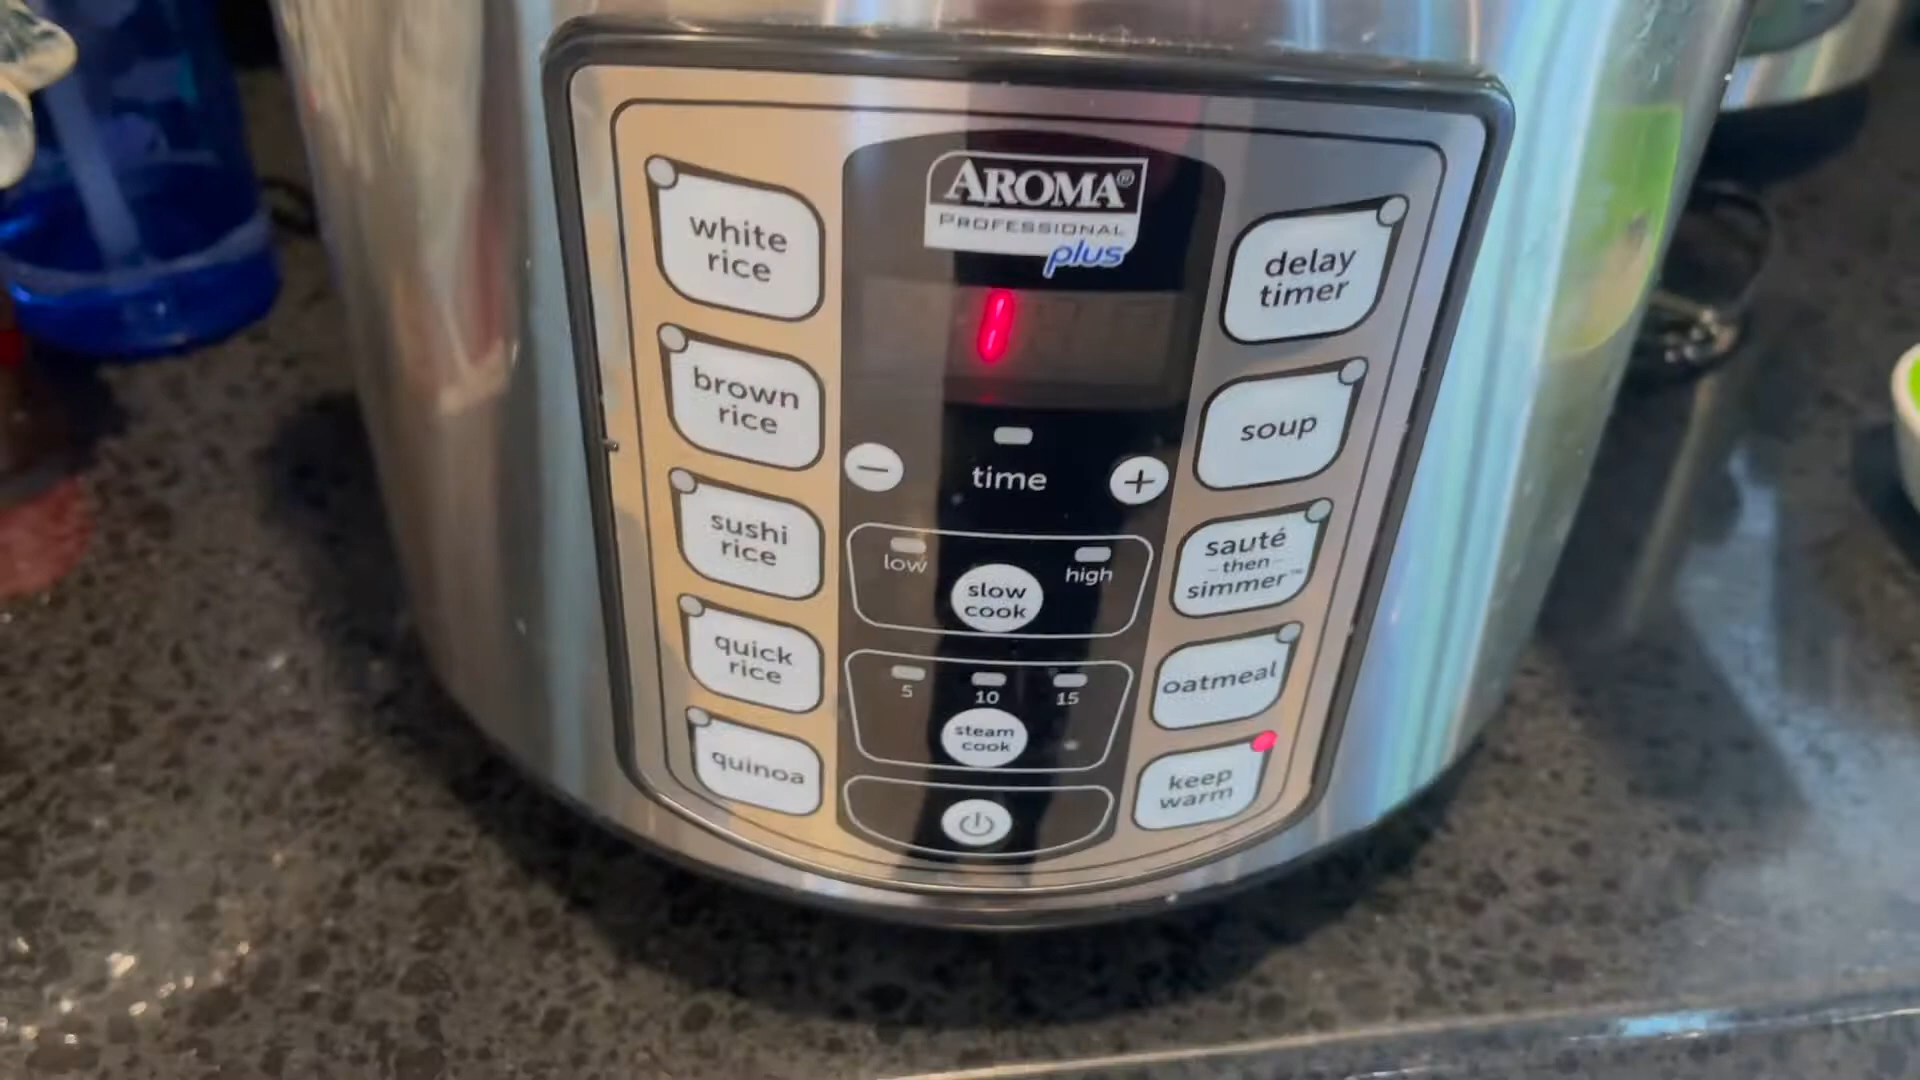 AROMA®
PROFESSIONAL
plus
white
rice
brown
rice
sushi
rice
quick
rice
quinoa
time
low
high
slow
cook
5 10 15
steam
cook
delay
timer
soup
sauté
-then-
simmer™
oatmeal
keep
warm